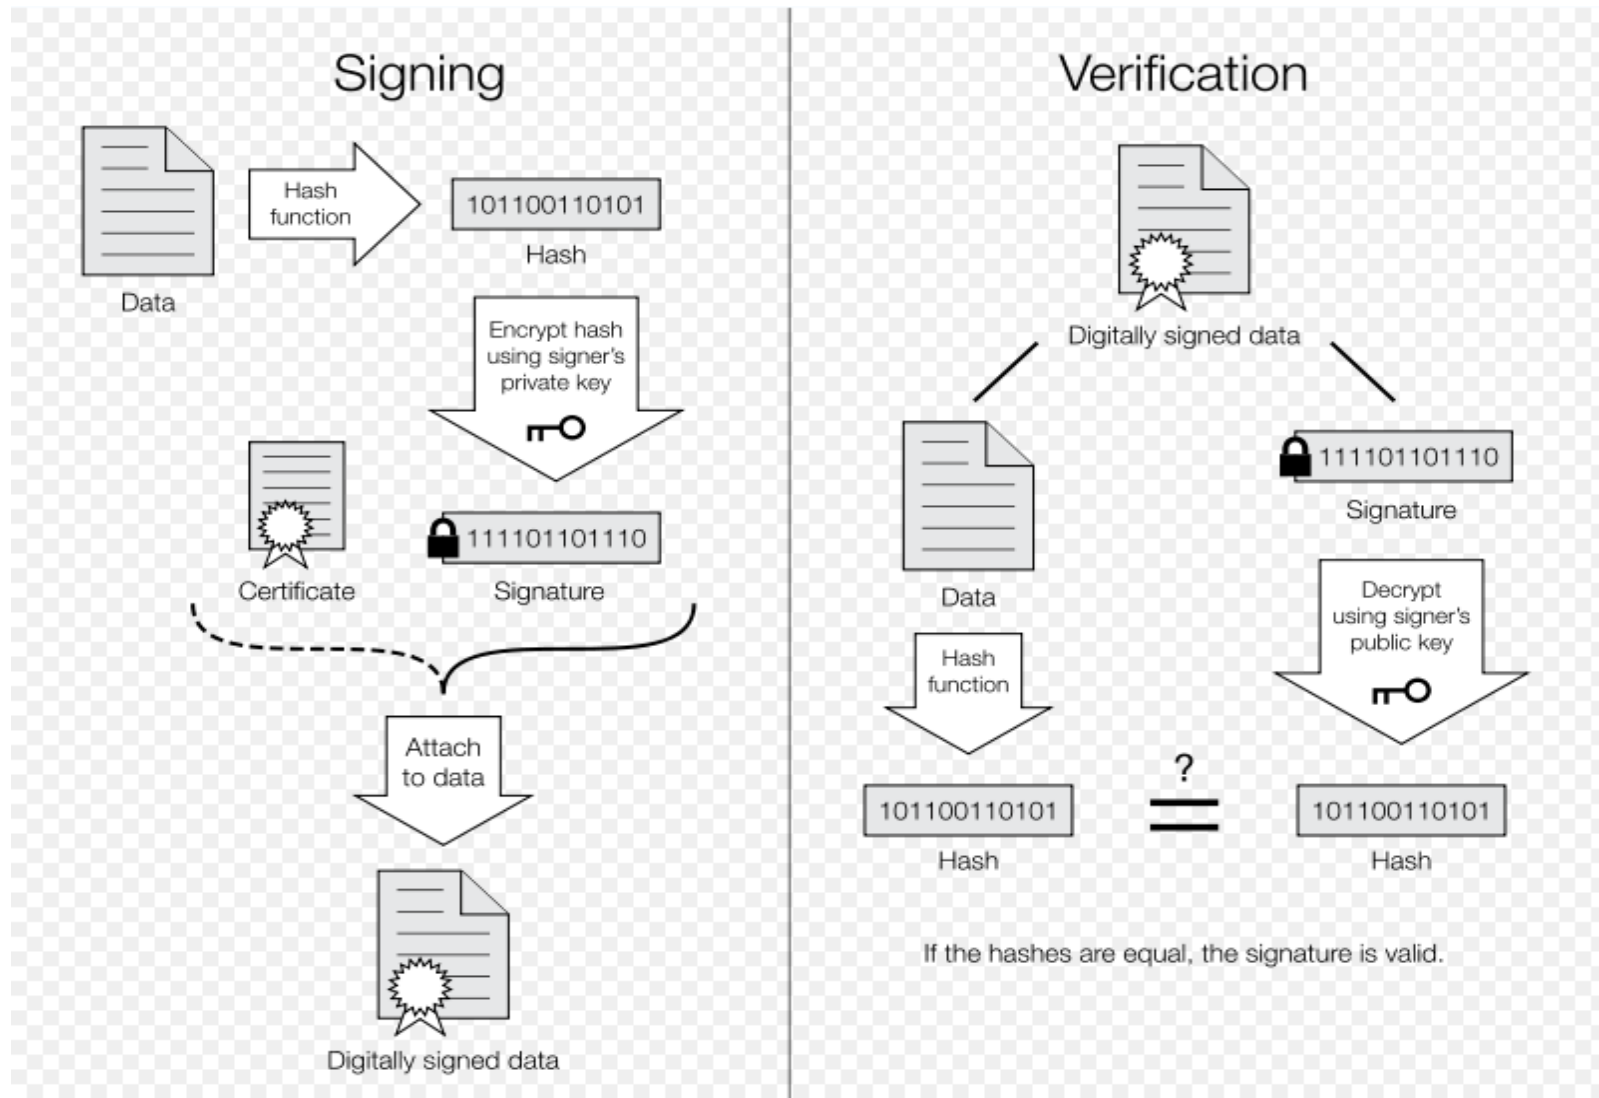 Signing
Data
Hash
function
101100110101
Hash
Encrypt hash
using signer's
private key
Certificate
111101101110
Signature
Attach
to data
Digitally signed data
Verification
Digitally signed data
Data
111101101110
Signature
Hash
function
Decrypt
using signer's
public key
101100110101
Hash
?
=
101100110101
Hash
If the hashes are equal, the signature is valid.